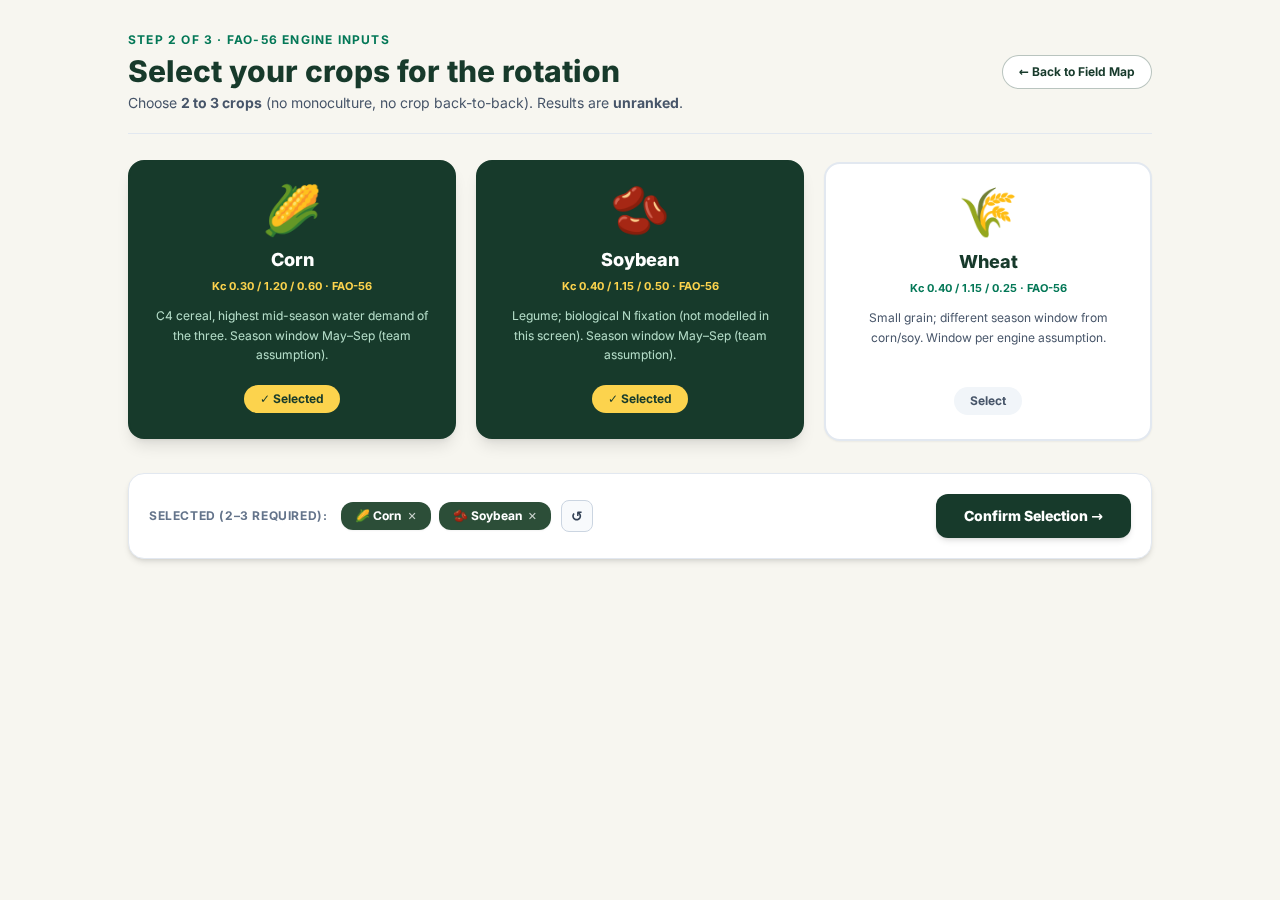 STEP 2 OF 3 · FAO-56 ENGINE INPUTS
Select your crops for the rotation
← Back to Field Map
Choose 2 to 3 crops (no monoculture, no crop back-to-back). Results are unranked.
Corn
Kc 0.30 / 1.20 / 0.60 · FAO-56
C4 cereal, highest mid-season water demand of
the three. Season window May–Sep (team
assumption).
✓ Selected
Soybean
Kc 0.40 / 1.15 / 0.50 · FAO-56
Legume; biological N fixation (not modelled in
this screen). Season window May–Sep (team
assumption).
✓ Selected
Wheat
Kc 0.40 / 1.15 / 0.25 · FAO-56
Small grain; different season window from
corn/soy. Window per engine assumption.
Select
SELECTED (2–3 REQUIRED):
Corn ×
Soybean ×
↺
Confirm Selection →